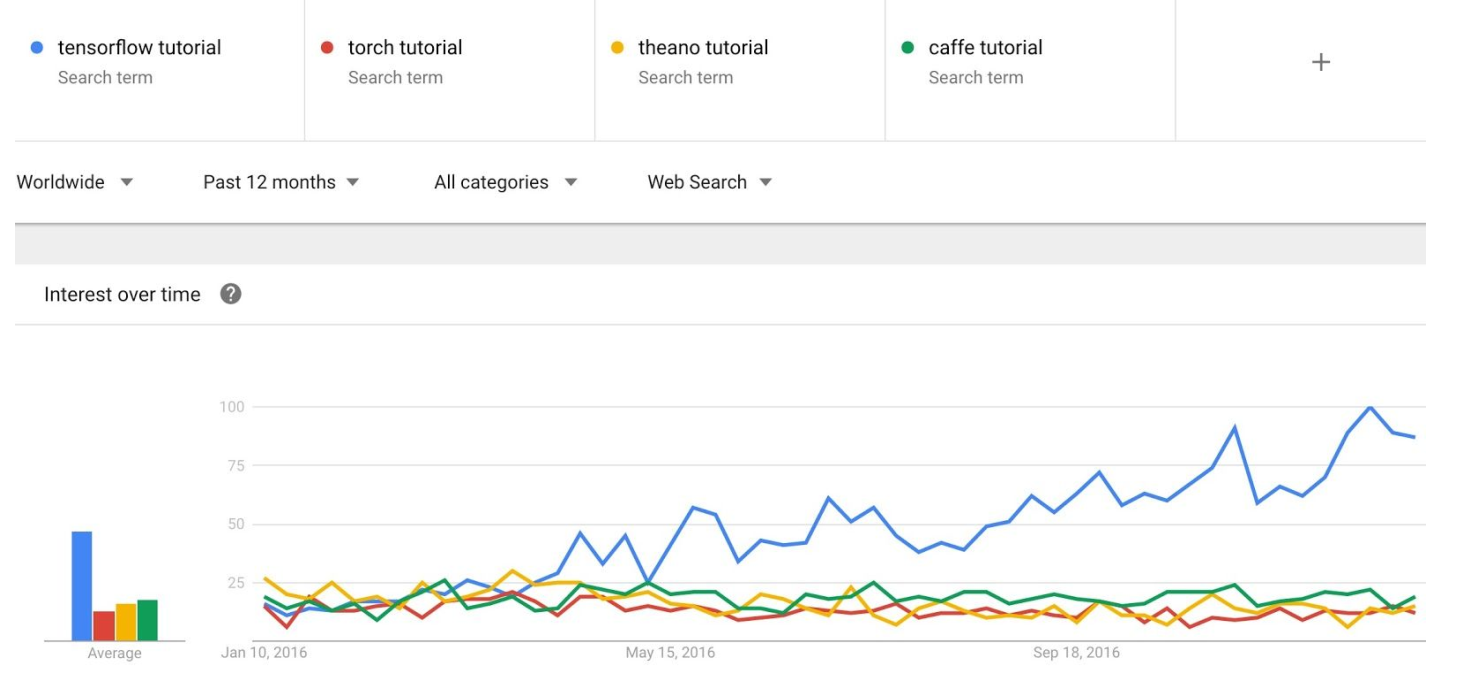 tensorflow tutorial
Search term
torch tutorial
Search term
theano tutorial
Search term
caffe tutorial
Search term
+
Worldwide
Past 12 months
All categories
Web Search
Interest over time ?
100
75
50
25
Average
Jan 10, 2016
May 15, 2016
Sep 18, 2016